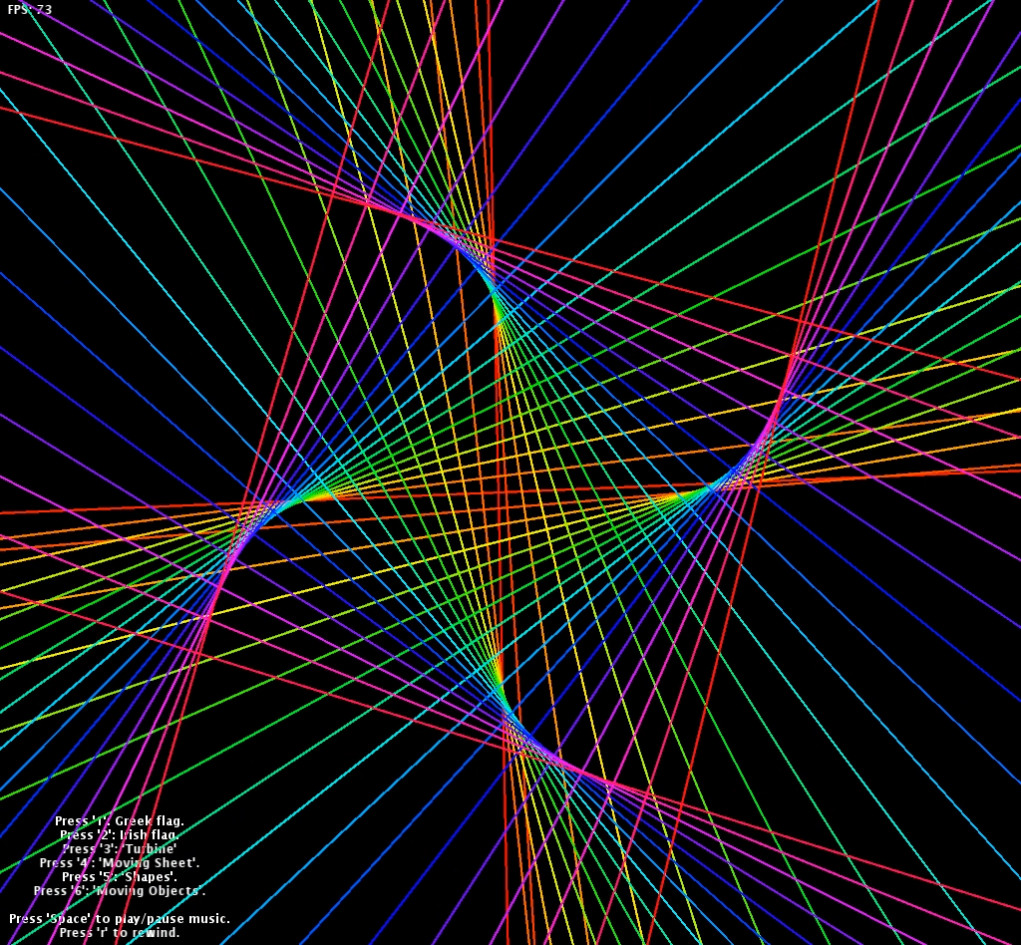 FPS: 73
Press '1': Greek flag.
Press '2': Irish flag.
Press '3': 'Turbine'
Press '4': 'Moving Sheet'.
Press '5': 'Shapes'.
Press '6': 'Moving Objects'.
Press 'Space' to play/pause music.
Press 'r' to rewind.